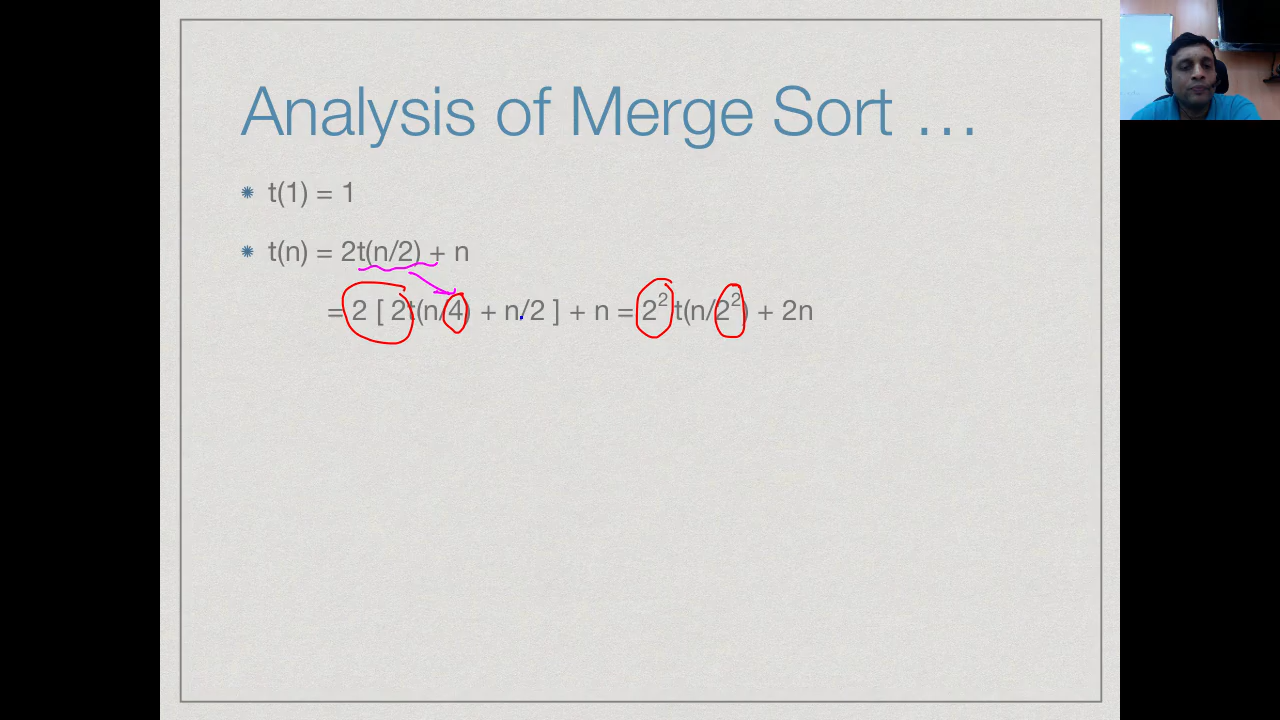 Analysis of Merge Sort …
t(1) = 1
t(n) = 2t(n/2) + n
= 2 [ 2t(n/4) + n/2 ] + n = 2² t(n/2²) + 2n